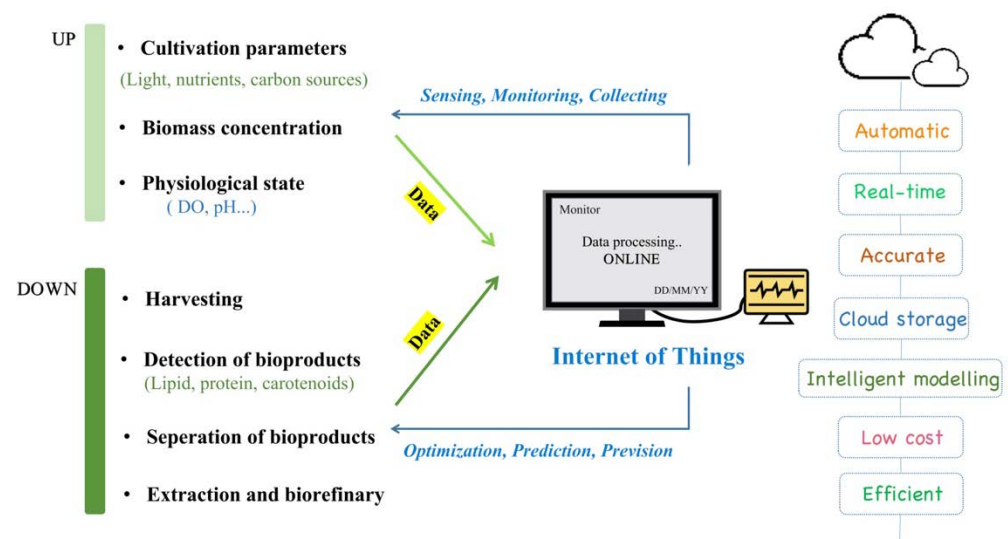 UP
Cultivation parameters
(Light, nutrients, carbon sources)
Biomass concentration
Physiological state
( DO, pH...)
DOWN
Harvesting
Detection of bioproducts
(Lipid, protein, carotenoids)
Seperation of bioproducts
Extraction and biorefinary
Sensing, Monitoring, Collecting
Data
Data
Monitor
Data processing..
ONLINE
DD/MM/YY
Internet of Things
Optimization, Prediction, Prevision
Automatic
Real-time
Accurate
Cloud storage
Intelligent modelling
Low cost
Efficient